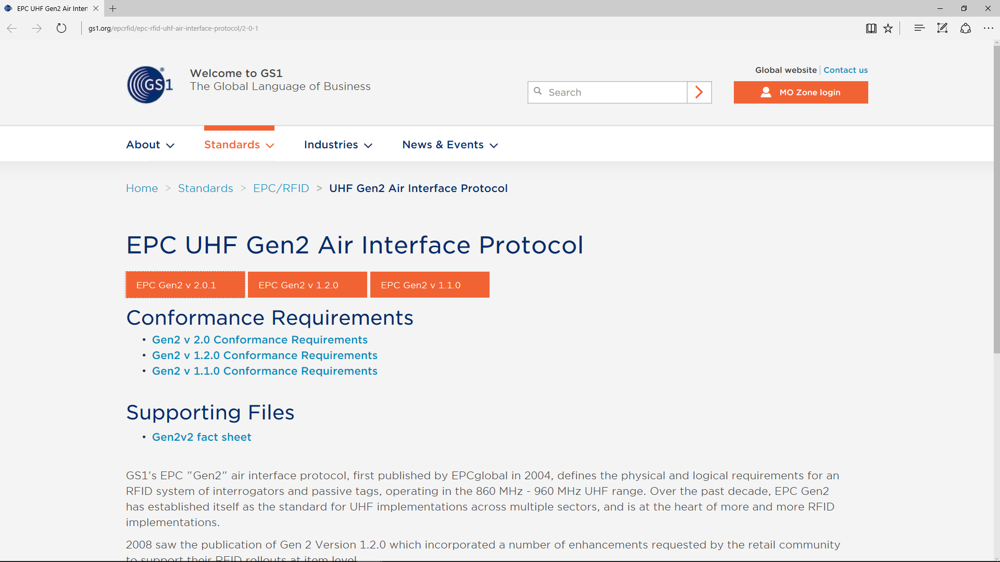 EPC UHF Gen2 Air Inter
gs1.org/epcrfid/epc-rfid-uhf-air-interface-protocol/2-0-1
GS1®
Welcome to GS1
The Global Language of Business
Global website | Contact us
Search
MO Zone login
About
Standards
Industries
News & Events
Home > Standards > EPC/RFID > UHF Gen2 Air Interface Protocol
EPC UHF Gen2 Air Interface Protocol
EPC Gen2 v 2.0.1
EPC Gen2 v 1.2.0
EPC Gen2 v 1.1.0
Conformance Requirements
• Gen2 v 2.0 Conformance Requirements
• Gen2 v 1.2.0 Conformance Requirements
• Gen2 v 1.1.0 Conformance Requirements
Supporting Files
• Gen2v2 fact sheet
GS1's EPC "Gen2" air interface protocol, first published by EPCglobal in 2004, defines the physical and logical requirements for an
RFID system of interrogators and passive tags, operating in the 860 MHz - 960 MHz UHF range. Over the past decade, EPC Gen2
has established itself as the standard for UHF implementations across multiple sectors, and is at the heart of more and more RFID
implementations.
2008 saw the publication of Gen 2 Version 1.2.0 which incorporated a number of enhancements requested by the retail community
to support their RFID rollouts at item level